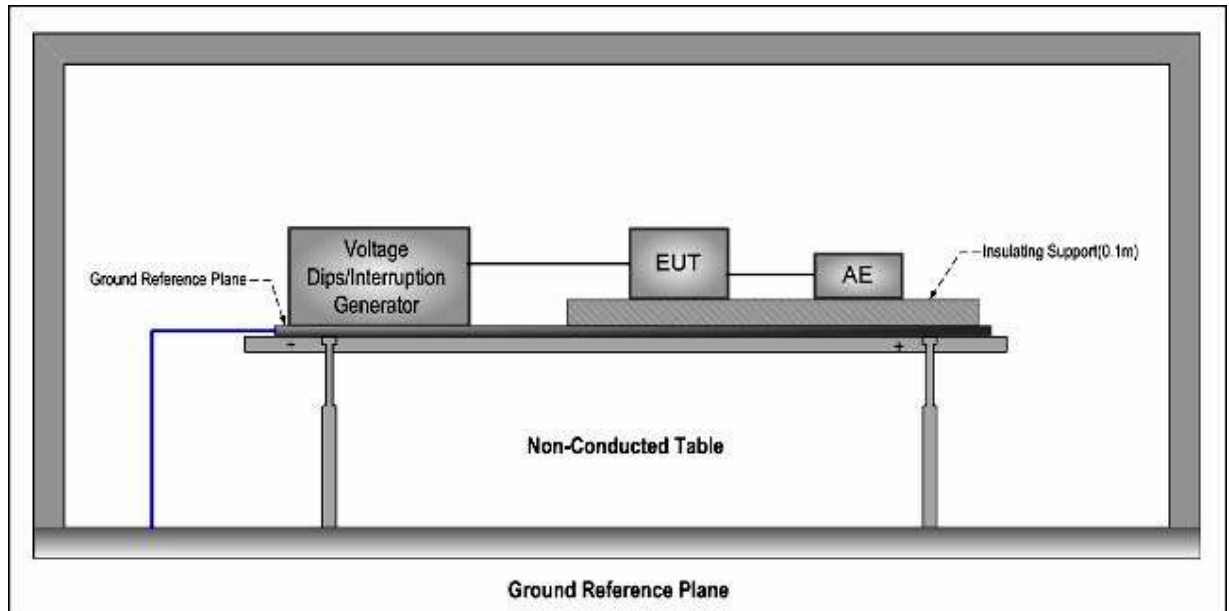 Voltage
Dips/Interruption
Generator
EUT
AE
Insulating Support(0.1m)
Ground Reference Plane
-
+
Non-Conducted Table
Ground Reference Plane